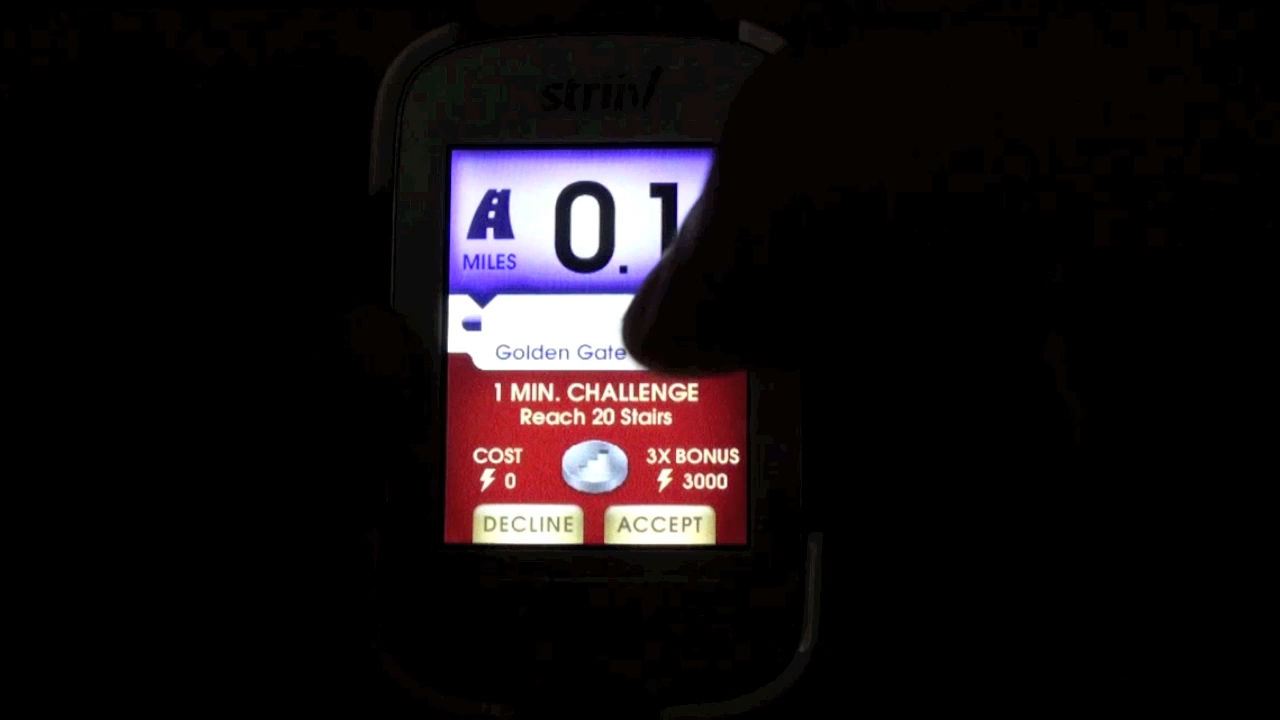 striiv
0.1
MILES
Golden Gate
1 MIN. CHALLENGE
Reach 20 Stairs
COST
0
3X BONUS
3000
DECLINE
ACCEPT